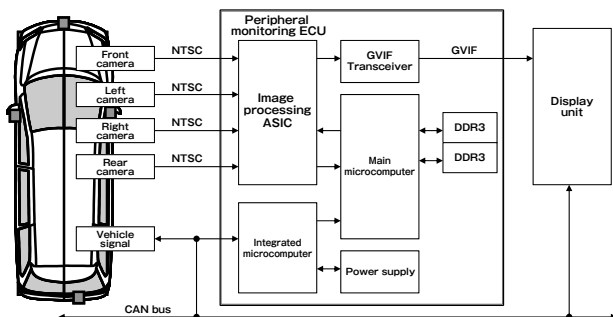 Peripheral
monitoring ECU
Front
camera
NTSC
Left
camera
NTSC
Right
camera
NTSC
Rear
camera
NTSC
Image
processing
ASIC
GVIF
Transceiver
GVIF
Display
unit
Main
microcomputer
DDR3
DDR3
Vehicle
signal
Integrated
microcomputer
Power supply
CAN bus